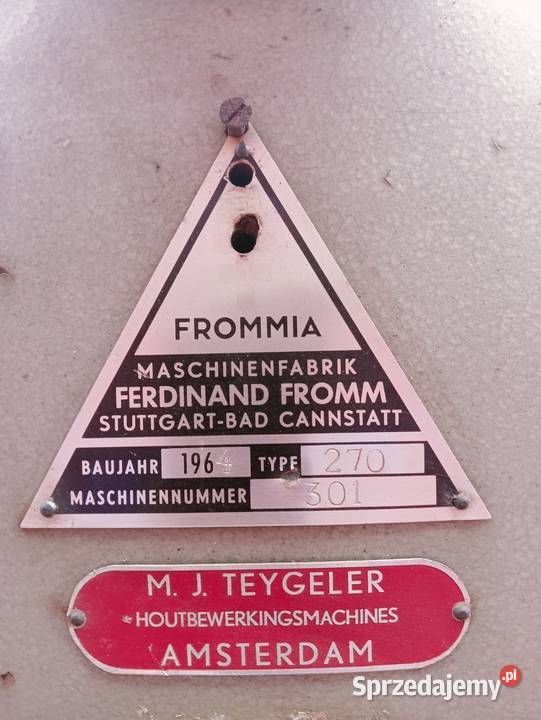 FROMMIA
MASCHINENFABRIK
FERDINAND FROMM
STUTTGART-BAD CANNSTATT
BAUJAHR 1964 TYPE 270
MASCHINENNUMMER 301
M. J. TEYGELER
HOUTBEWERKINGSMACHINES
AMSTERDAM
Sprzedajemy.pl